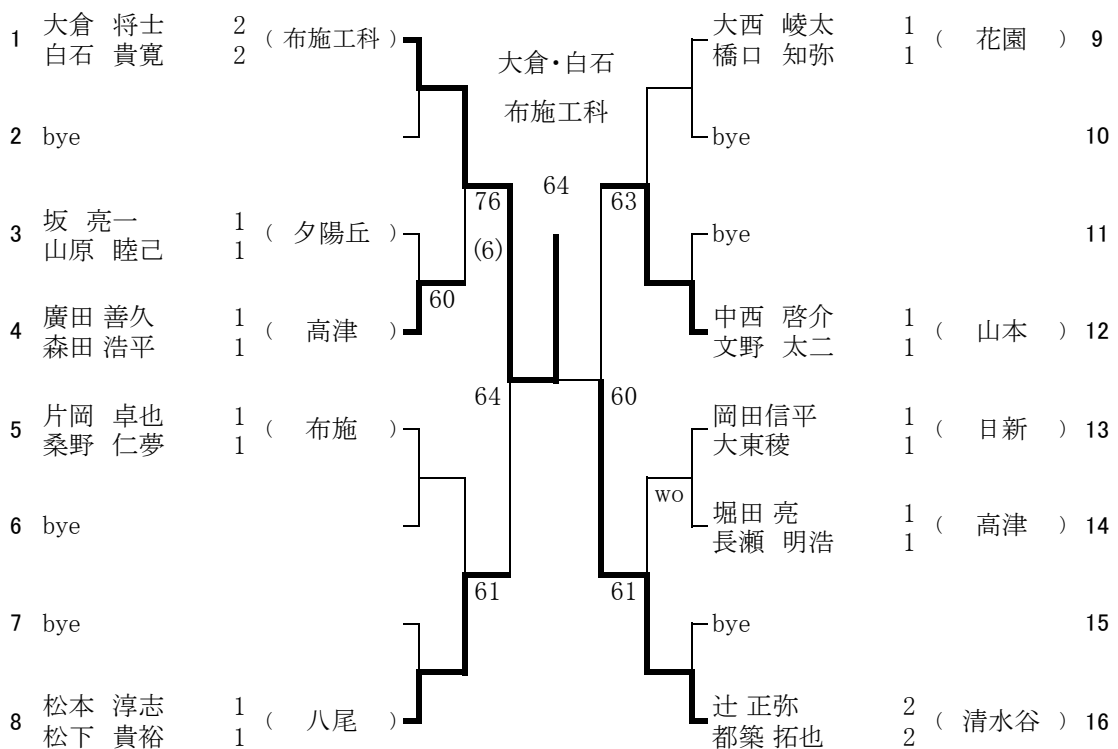 1 大倉 将士 2 ( 布施工科 )
白石 貴寛 2
2 bye
3 坂 亮一 1 ( 夕陽丘 )
山原 睦己 1
4 廣田 善久 1 ( 高津 )
森田 浩平 1
5 片岡 卓也 1 ( 布施 )
桑野 仁夢 1
6 bye
7 bye
8 松本 淳志 1 ( 八尾 )
松下 貴裕 1
60
76
(6)
61
64
大倉・白石
布施工科
64
63
60
61
wo
大西 崚太 1 ( 花園 ) 9
橋口 知弥 1
bye 10
bye 11
中西 啓介 1 ( 山本 ) 12
文野 太二 1
岡田信平 1 ( 日新 ) 13
大東稜 1
堀田 亮 1 ( 高津 ) 14
長瀬 明浩 1
bye 15
辻 正弥 2 ( 清水谷 ) 16
都築 拓也 2